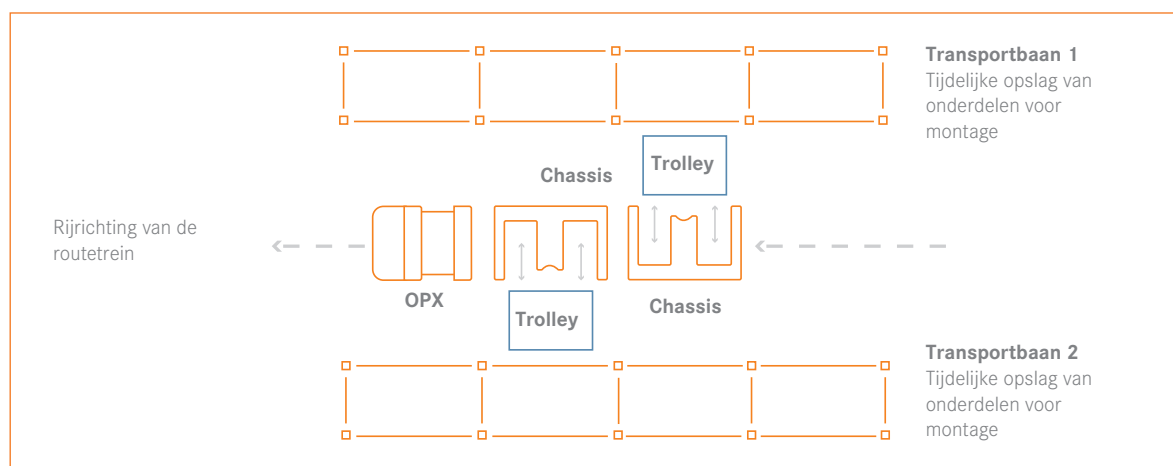 Transportbaan 1
Tijdelijke opslag van
onderdelen voor
montage
Trolley
Chassis
Rijrichting van de
routetrein
OPX
Chassis
Trolley
Transportbaan 2
Tijdelijke opslag van
onderdelen voor
montage